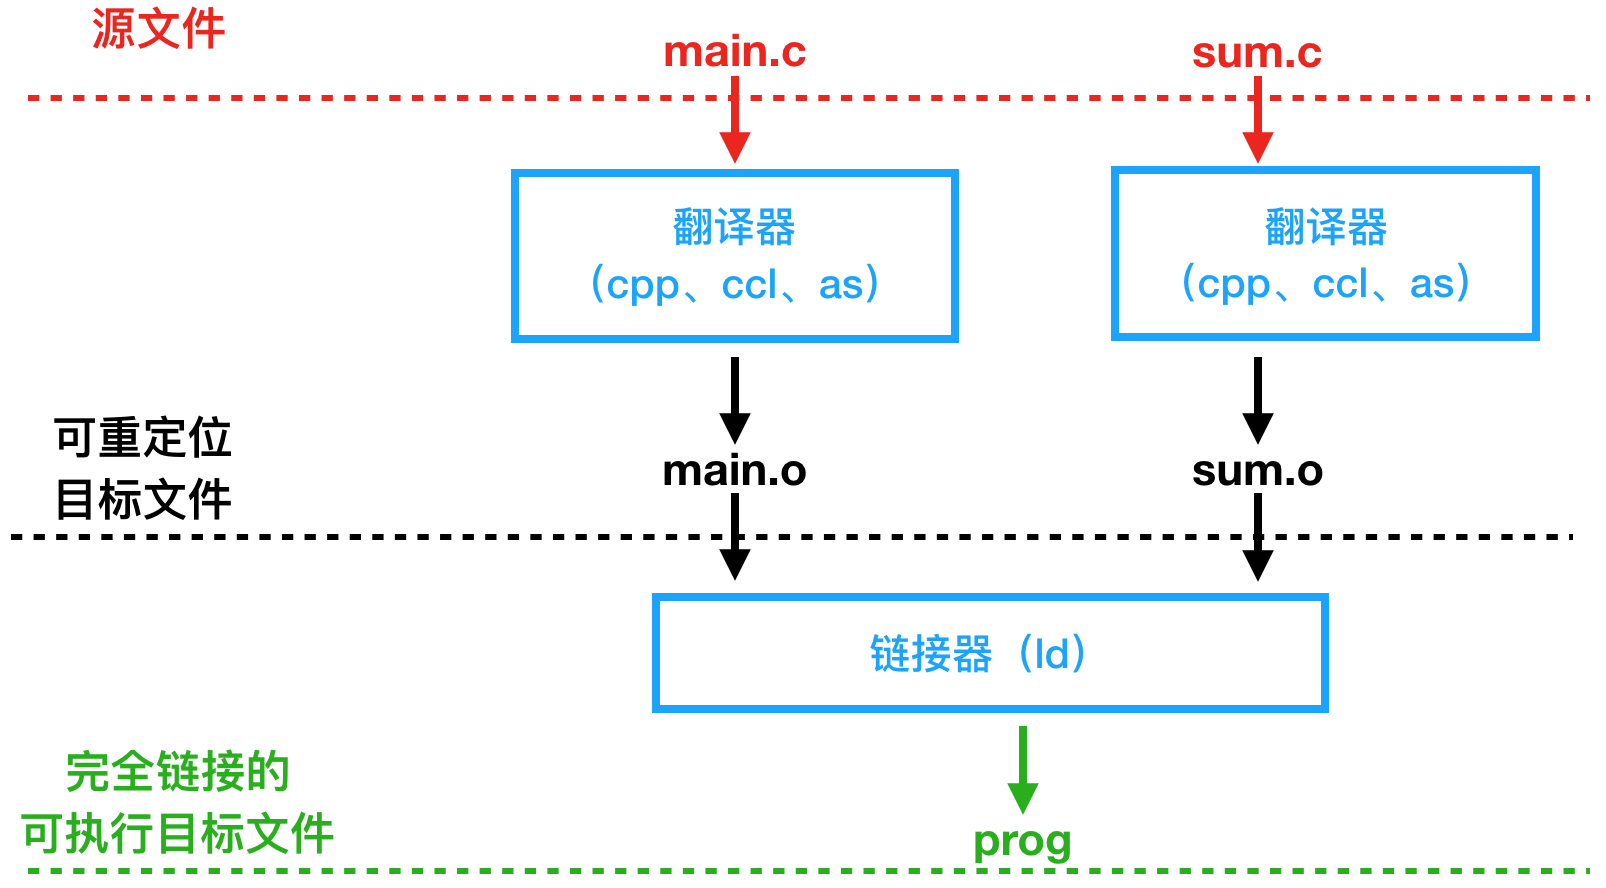 源文件
main.c
sum.c
翻译器
（cpp、ccl、as）
翻译器
（cpp、ccl、as）
可重定位
目标文件
main.o
sum.o
链接器（ld）
完全链接的
可执行目标文件
prog